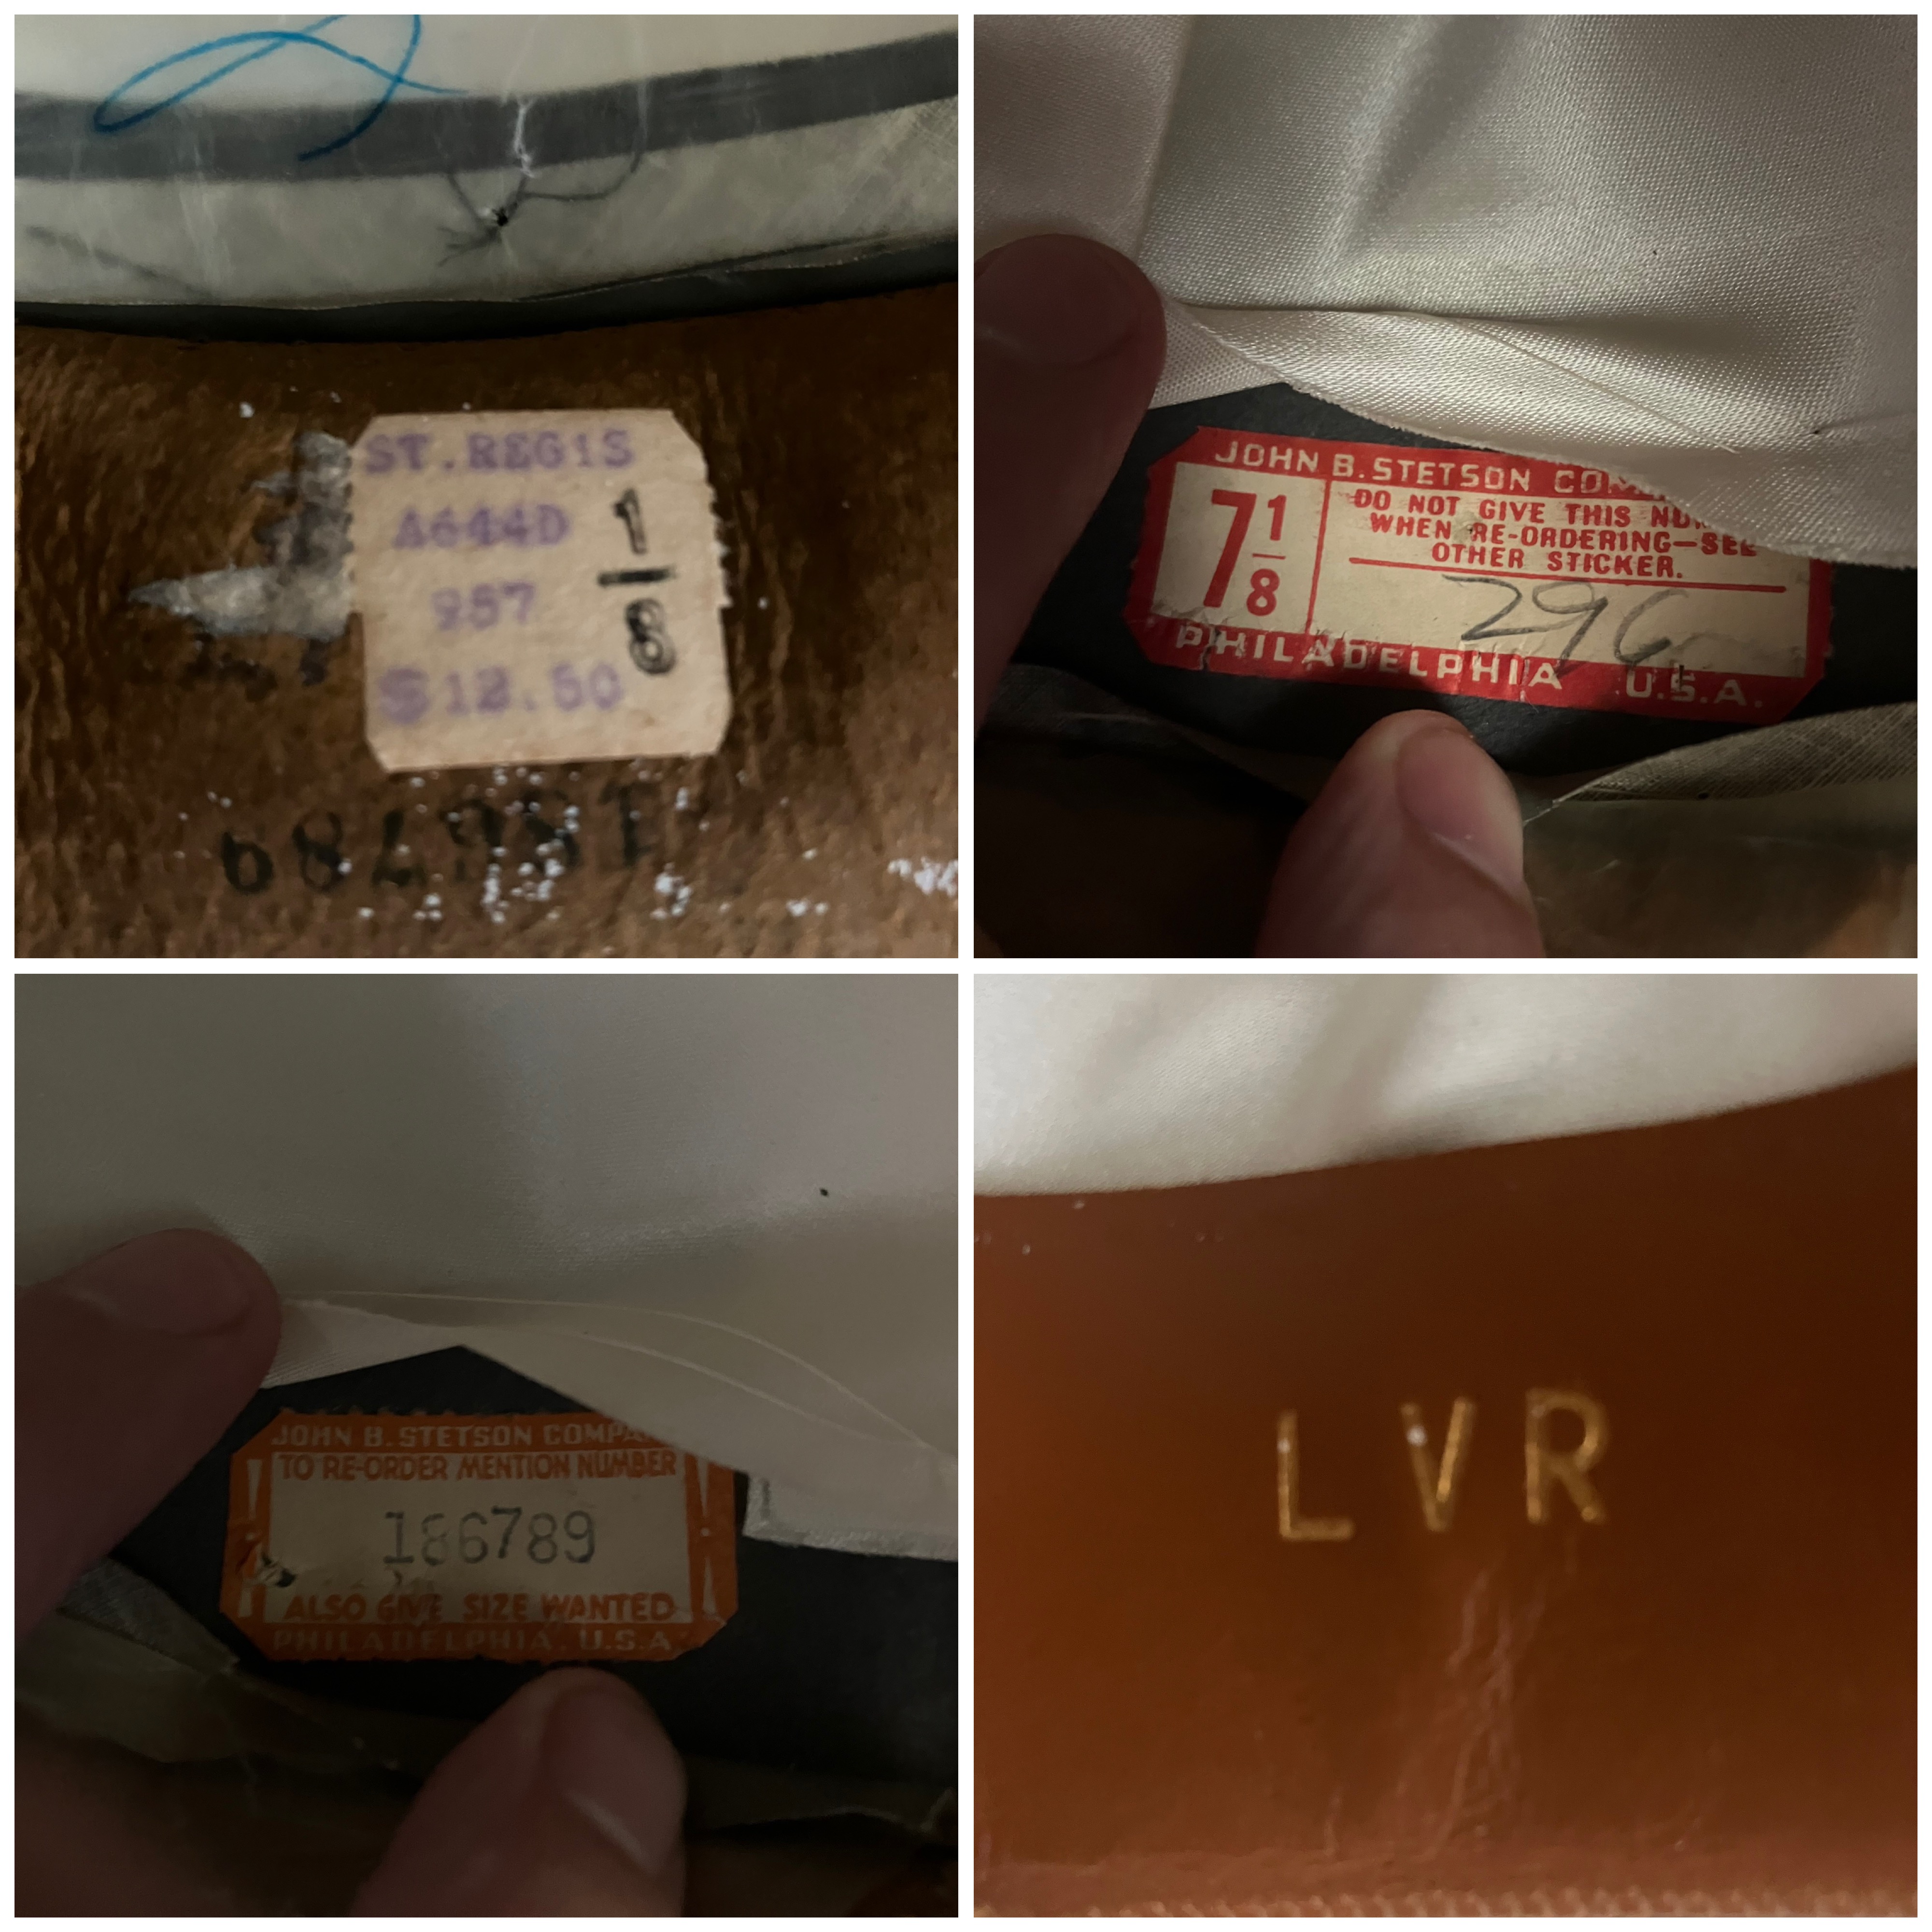 ST.REGIS
A644D
957
$12.50
1
8
186789
JOHN B. STETSON COM
7 1/8
DO NOT GIVE THIS NUM
WHEN RE-ORDERING—SEE
OTHER STICKER.
296
PHILADELPHIA U.S.A.
JOHN B. STETSON COMPA
TO RE-ORDER MENTION NUMBER
186789
ALSO GIVE SIZE WANTED
PHILADELPHIA, U.S.A.
LVR